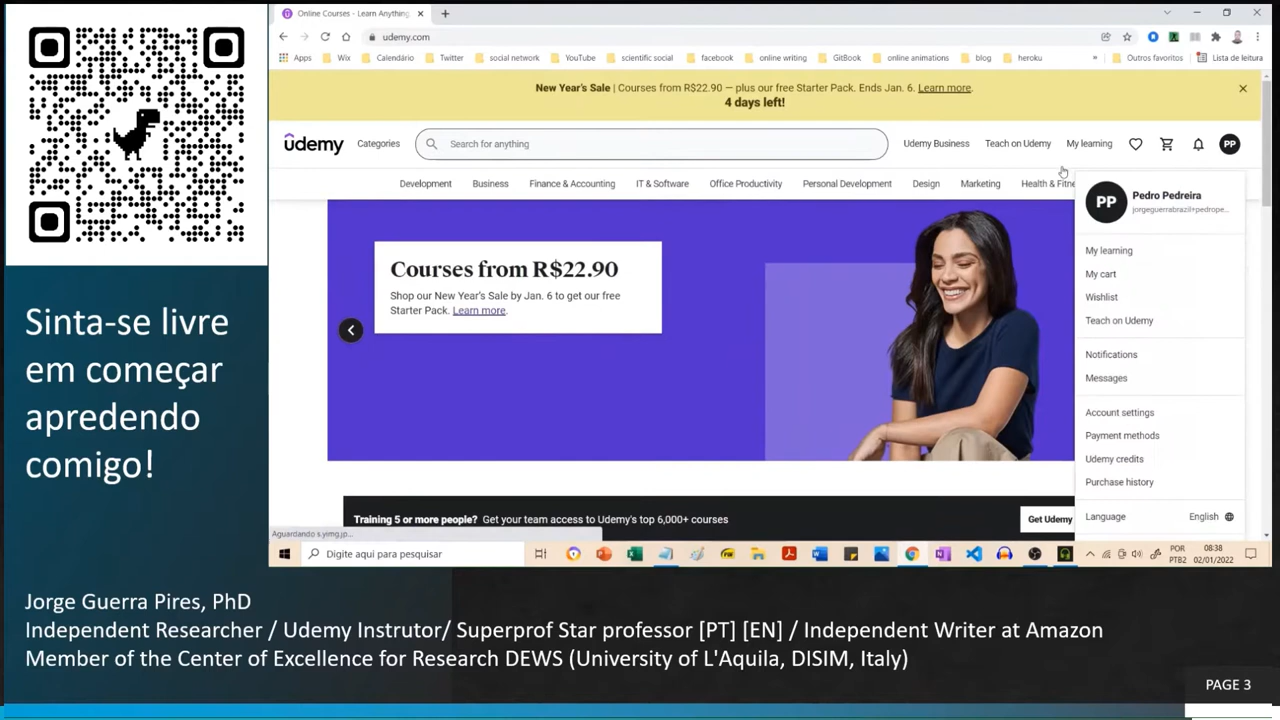 Sinta-se livre
em começar
apredendo
comigo!
Online Courses - Learn Anything
udemy.com
Apps Wix Calendário Twitter social network YouTube scientific social facebook online writing GitBook online animations blog heroku » Outros favoritos Lista de leitura
New Year's Sale | Courses from R$22.90 — plus our free Starter Pack. Ends Jan. 6. Learn more.
4 days left!
udemy Categories Search for anything Udemy Business Teach on Udemy My learning PP
Development Business Finance & Accounting IT & Software Office Productivity Personal Development Design Marketing Health & Fitne
Courses from R$22.90
Shop our New Year's Sale by Jan. 6 to get our free
Starter Pack. Learn more.
PP Pedro Pedreira
jorgeguerrabrazil+pedrope...
My learning
My cart
Wishlist
Teach on Udemy
Notifications
Messages
Account settings
Payment methods
Udemy credits
Purchase history
Language English
Training 5 or more people? Get your team access to Udemy's top 6,000+ courses
Get Udemy
Aguardando s.yimg.jp...
Digite aqui para pesquisar
POR
PTB2
08:38
02/01/2022
Jorge Guerra Pires, PhD
Independent Researcher / Udemy Instrutor/ Superprof Star professor [PT] [EN] / Independent Writer at Amazon
Member of the Center of Excellence for Research DEWS (University of L'Aquila, DISIM, Italy)
PAGE 3